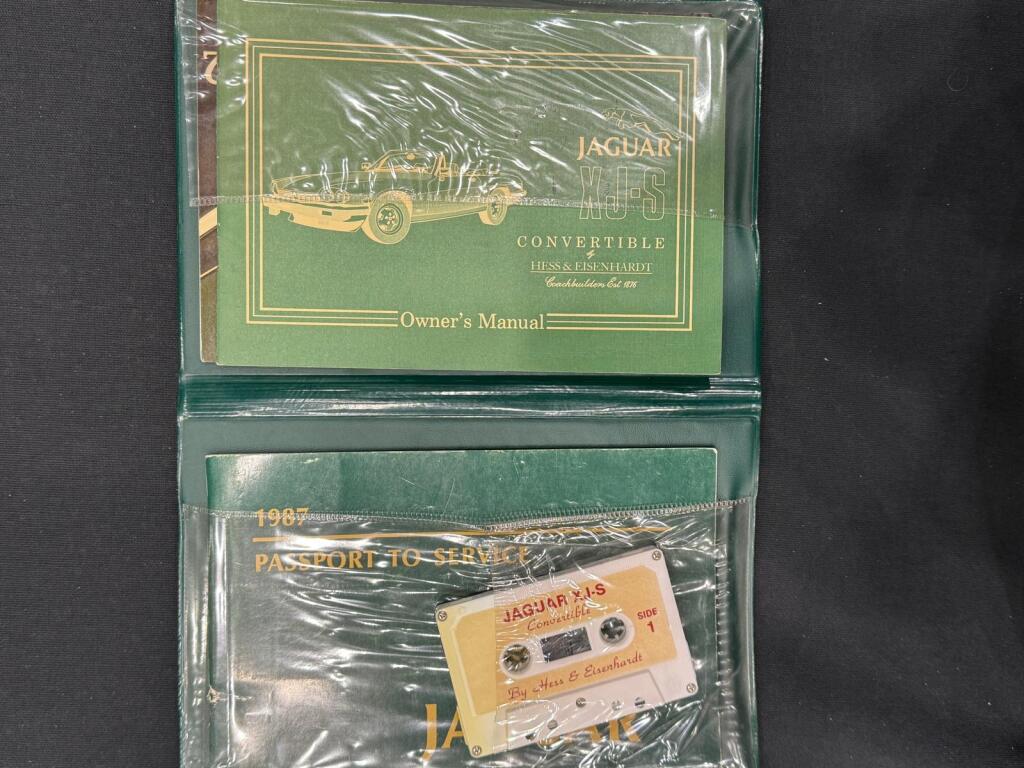 JAGUAR
XJ-S
CONVERTIBLE
by
HESS & EISENHARDT
Coachbuilders Est 1876
Owner's Manual
1987
PASSPORT TO SERVICE
JAGUAR XJ-S
Convertible
SIDE
1
By Hess & Eisenhardt